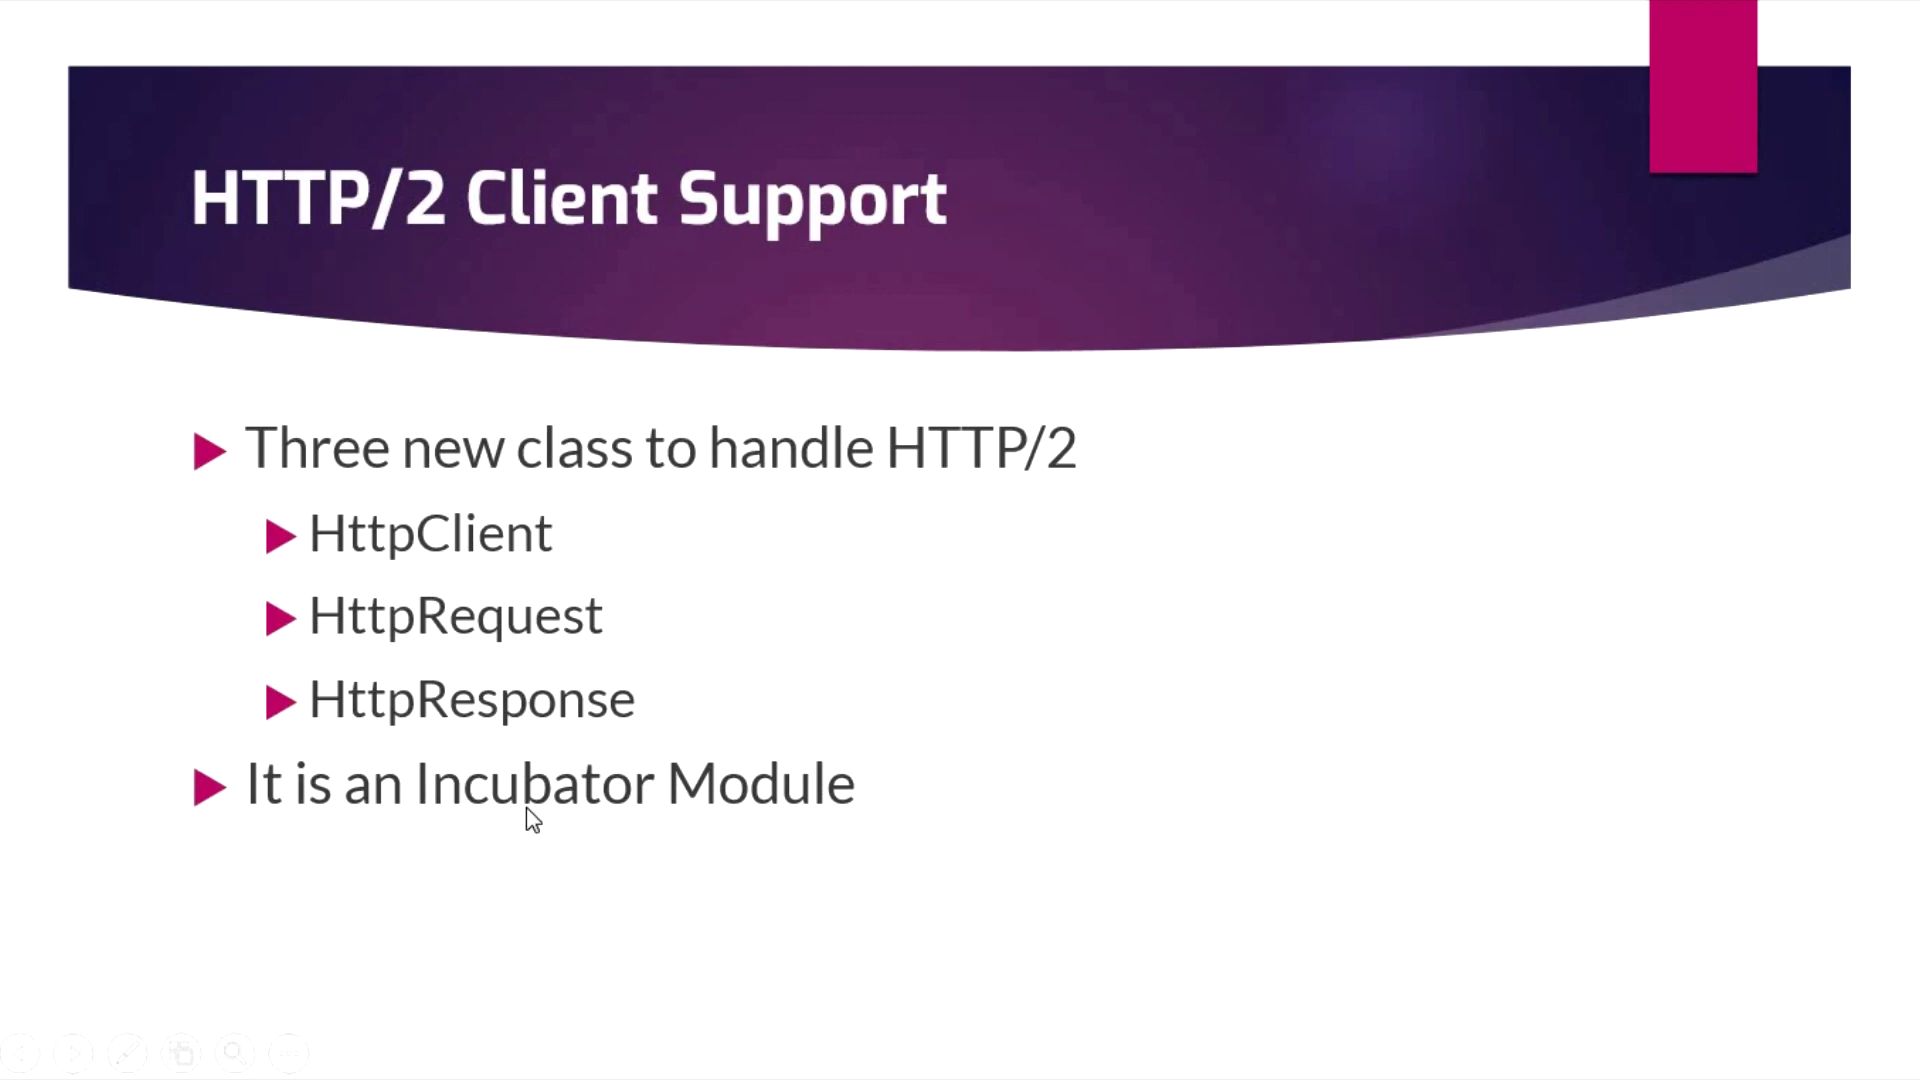 HTTP/2 Client Support
Three new class to handle HTTP/2
HttpClient
HttpRequest
HttpResponse
It is an Incubator Module